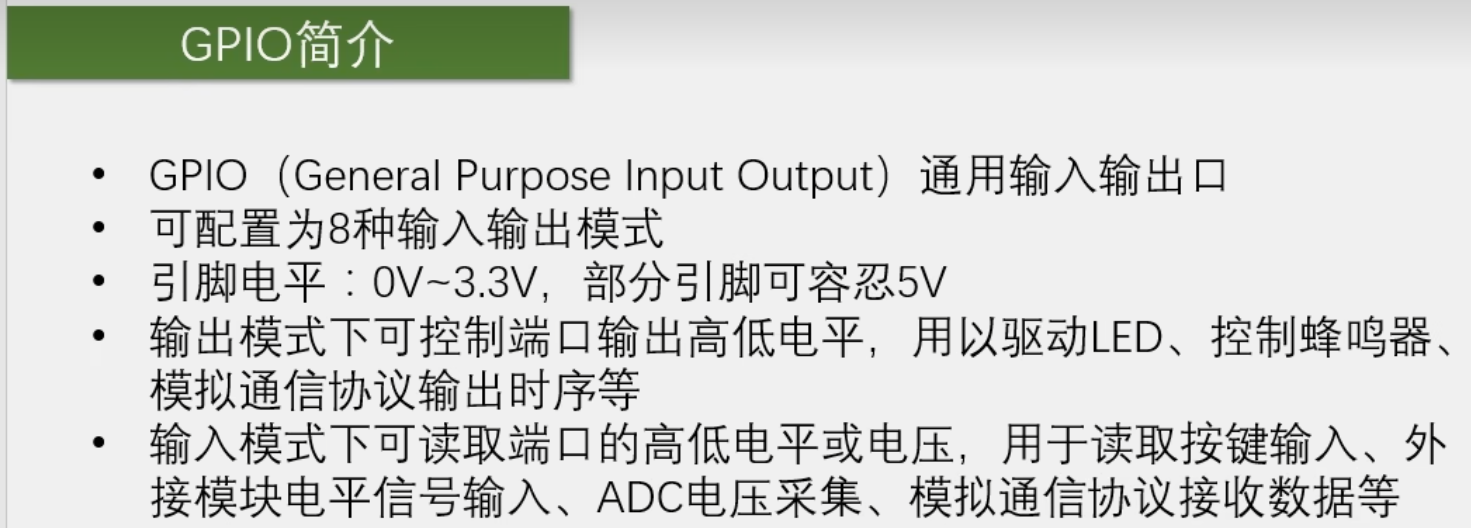 GPIO简介
• GPIO（General Purpose Input Output）通用输入输出口
• 可配置为8种输入输出模式
• 引脚电平：0V~3.3V，部分引脚可容忍5V
• 输出模式下可控制端口输出高低电平，用以驱动LED、控制蜂鸣器、
模拟通信协议输出时序等
• 输入模式下可读取端口的高低电平或电压，用于读取按键输入、外
接模块电平信号输入、ADC电压采集、模拟通信协议接收数据等